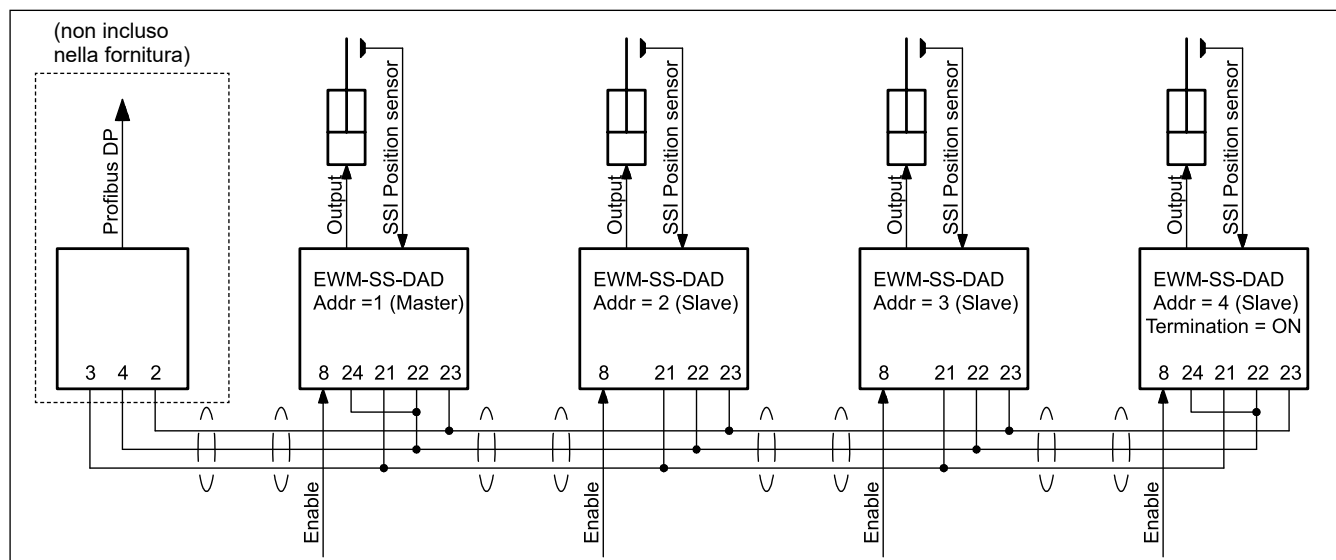 (non incluso
nella fornitura)
Profibus DP
3 4 2
Output
SSI Position sensor
EWM-SS-DAD
Addr =1 (Master)
8 24 21 22 23
Enable
Output
SSI Position sensor
EWM-SS-DAD
Addr = 2 (Slave)
8 21 22 23
Enable
Output
SSI Position sensor
EWM-SS-DAD
Addr = 3 (Slave)
8 21 22 23
Enable
Output
SSI Position sensor
EWM-SS-DAD
Addr = 4 (Slave)
Termination = ON
8 24 21 22 23
Enable